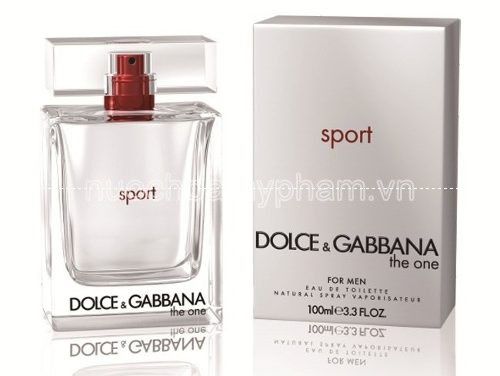 sport
DOLCE & GABBANA
the one
sport
DOLCE & GABBANA
the one
FOR MEN
EAU DE TOILETTE
NATURAL SPRAY VAPORISATEUR
100ml e 3.3 FL.OZ.